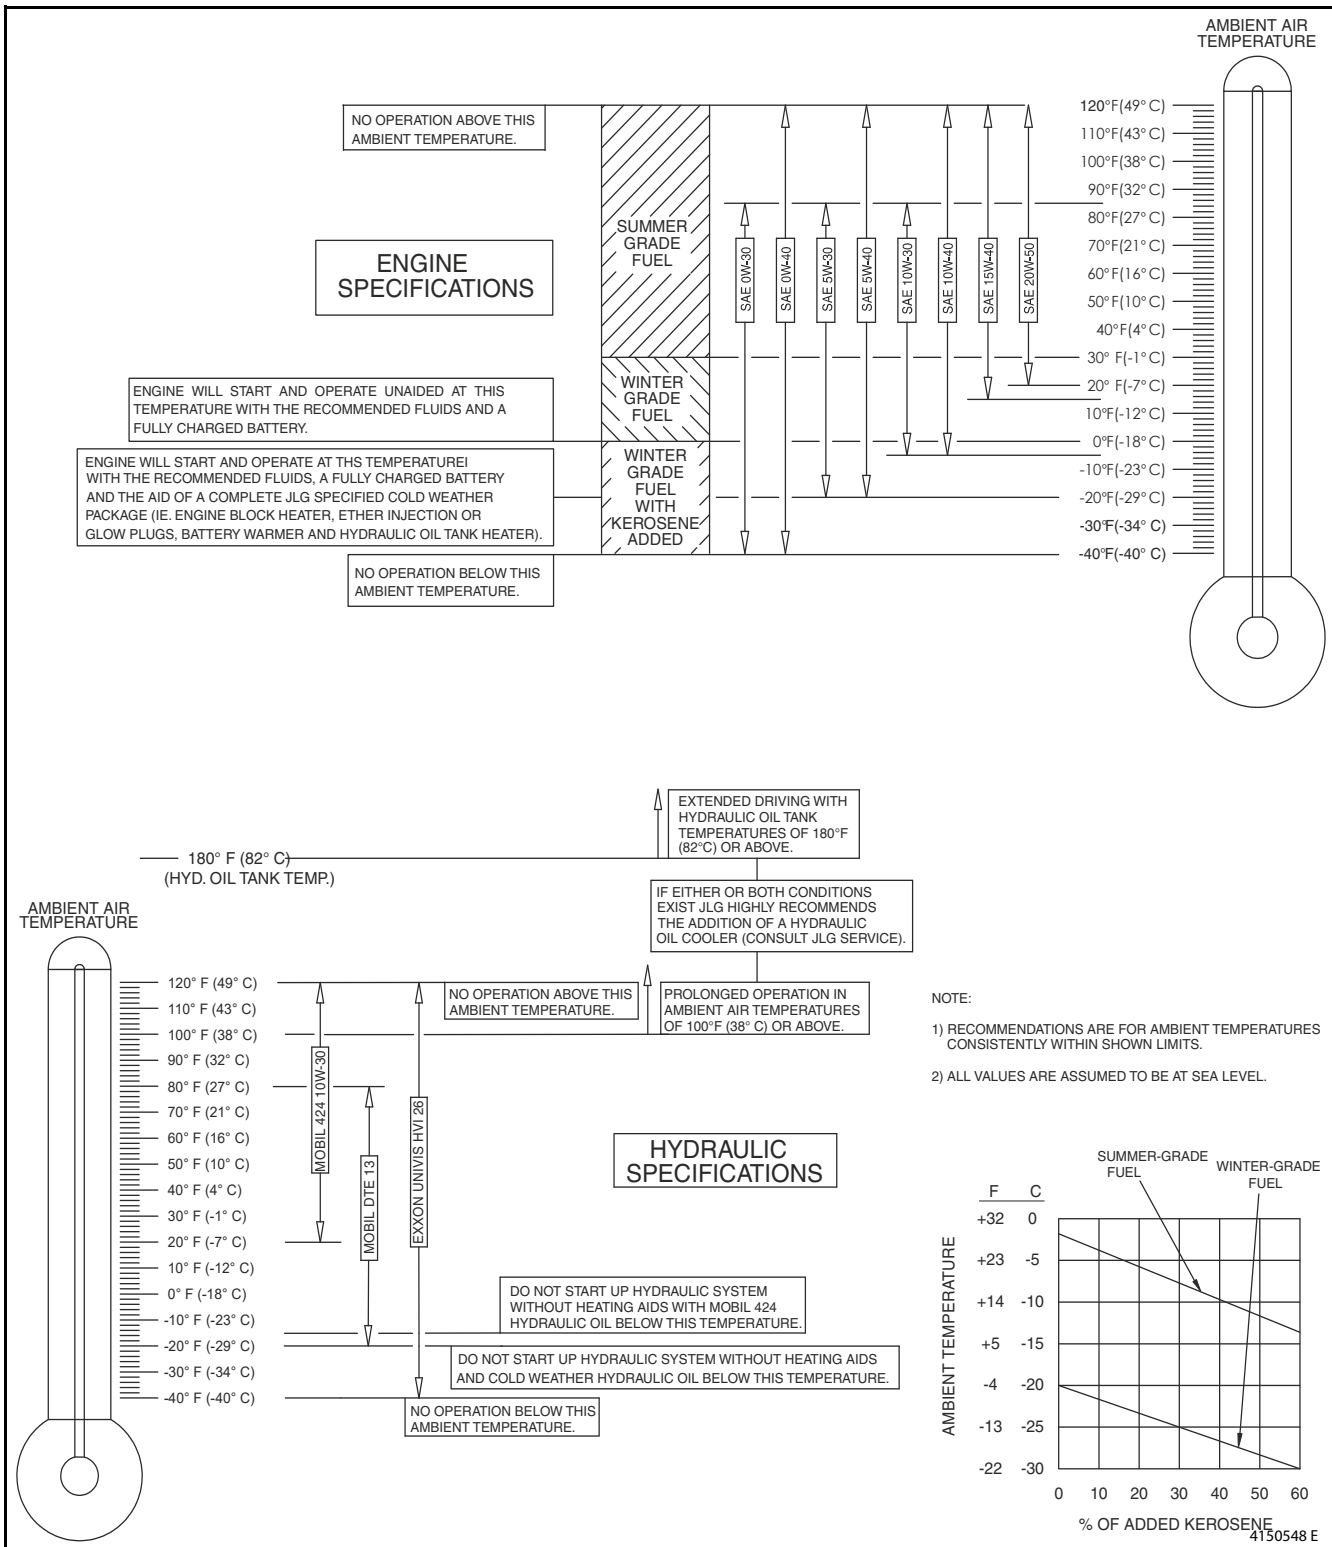 AMBIENT AIR
TEMPERATURE
120°F(49° C)
110°F(43° C)
100°F(38° C)
90°F(32° C)
80°F(27° C)
70°F(21° C)
60°F(16° C)
50°F(10° C)
40°F(4° C)
30° F(-1° C)
20° F(-7° C)
10°F(-12° C)
0°F(-18° C)
-10°F(-23° C)
-20°F(-29° C)
-30°F(-34° C)
-40°F(-40° C)
NO OPERATION ABOVE THIS
AMBIENT TEMPERATURE.
ENGINE
SPECIFICATIONS
SUMMER
GRADE
FUEL
WINTER
GRADE
FUEL
WINTER
GRADE
FUEL
WITH
KEROSENE
ADDED
SAE 0W-30
SAE 0W-40
SAE 5W-30
SAE 5W-40
SAE 10W-30
SAE 10W-40
SAE 15W-40
SAE 20W-50
ENGINE WILL START AND OPERATE UNAIDED AT THIS
TEMPERATURE WITH THE RECOMMENDED FLUIDS AND A
FULLY CHARGED BATTERY.
ENGINE WILL START AND OPERATE AT THS TEMPERATUREI
WITH THE RECOMMENDED FLUIDS, A FULLY CHARGED BATTERY
AND THE AID OF A COMPLETE JLG SPECIFIED COLD WEATHER
PACKAGE (IE. ENGINE BLOCK HEATER, ETHER INJECTION OR
GLOW PLUGS, BATTERY WARMER AND HYDRAULIC OIL TANK HEATER).
NO OPERATION BELOW THIS
AMBIENT TEMPERATURE.
EXTENDED DRIVING WITH
HYDRAULIC OIL TANK
TEMPERATURES OF 180°F
(82°C) OR ABOVE.
180° F (82° C)
(HYD. OIL TANK TEMP.)
IF EITHER OR BOTH CONDITIONS
EXIST JLG HIGHLY RECOMMENDS
THE ADDITION OF A HYDRAULIC
OIL COOLER (CONSULT JLG SERVICE).
AMBIENT AIR
TEMPERATURE
120° F (49° C)
110° F (43° C)
100° F (38° C)
90° F (32° C)
80° F (27° C)
70° F (21° C)
60° F (16° C)
50° F (10° C)
40° F (4° C)
30° F (-1° C)
20° F (-7° C)
10° F (-12° C)
0° F (-18° C)
-10° F (-23° C)
-20° F (-29° C)
-30° F (-34° C)
-40° F (-40° C)
MOBIL 424 10W-30
MOBIL DTE 13
EXXON UNIVIS HVI 26
NO OPERATION ABOVE THIS
AMBIENT TEMPERATURE.
PROLONGED OPERATION IN
AMBIENT AIR TEMPERATURES
OF 100°F (38° C) OR ABOVE.
HYDRAULIC
SPECIFICATIONS
DO NOT START UP HYDRAULIC SYSTEM
WITHOUT HEATING AIDS WITH MOBIL 424
HYDRAULIC OIL BELOW THIS TEMPERATURE.
DO NOT START UP HYDRAULIC SYSTEM WITHOUT HEATING AIDS
AND COLD WEATHER HYDRAULIC OIL BELOW THIS TEMPERATURE.
NO OPERATION BELOW THIS
AMBIENT TEMPERATURE.
NOTE:
1) RECOMMENDATIONS ARE FOR AMBIENT TEMPERATURES
CONSISTENTLY WITHIN SHOWN LIMITS.
2) ALL VALUES ARE ASSUMED TO BE AT SEA LEVEL.
SUMMER-GRADE
FUEL
WINTER-GRADE
FUEL
F C
+32 0
+23 -5
+14 -10
+5 -15
-4 -20
-13 -25
-22 -30
AMBIENT TEMPERATURE
0 10 20 30 40 50 60
% OF ADDED KEROSENE
4150548 E